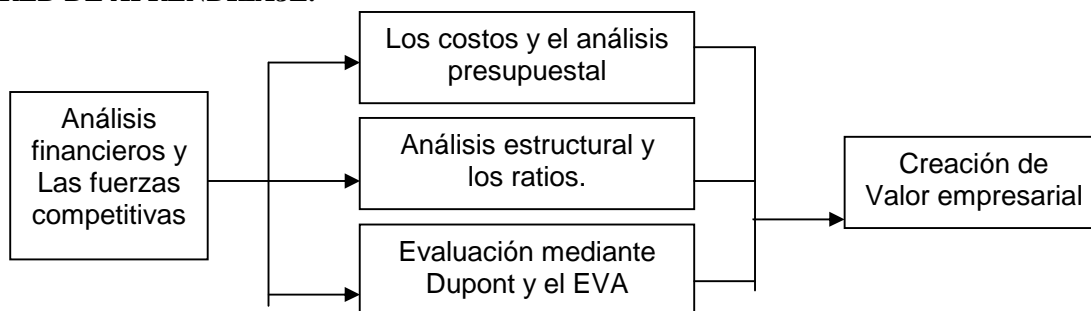 Los costos y el análisis
presupuestal
Análisis
financieros y
Las fuerzas
competitivas
Análisis estructural y
los ratios.
Evaluación mediante
Dupont y el EVA
Creación de
Valor empresarial